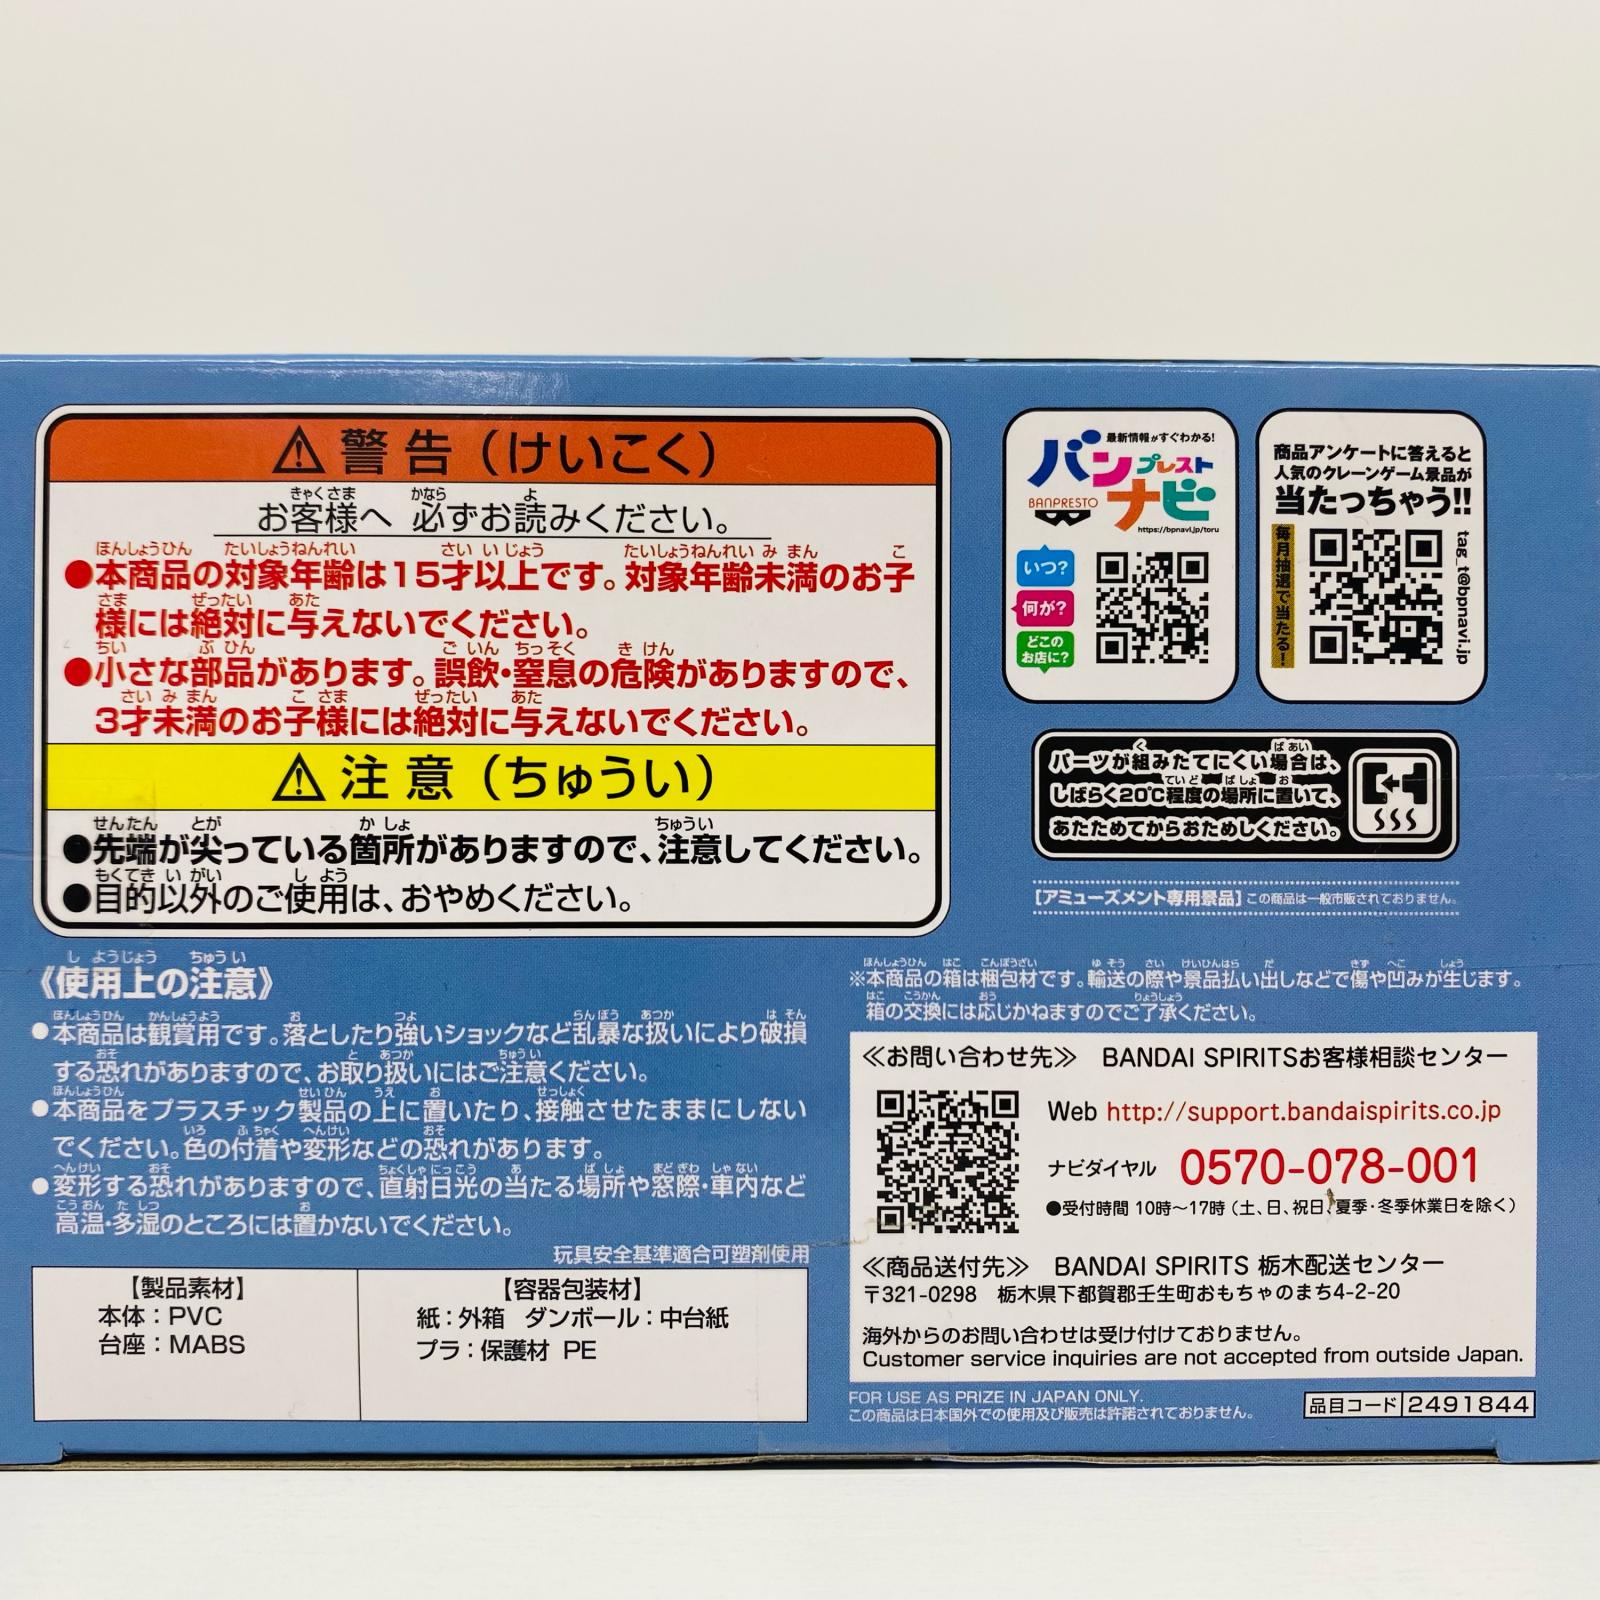 警告（けいこく）
お客様へ 必ずお読みください。
●本商品の対象年齢は15才以上です。対象年齢未満のお子
様には絶対に与えないでください。
●小さな部品があります。誤飲・窒息の危険がありますので、
3才未満のお子様には絶対に与えないでください。
注意（ちゅうい）
●先端が尖っている箇所がありますので、注意してください。
●目的以外のご使用は、おやめください。
《使用上の注意》
●本商品は観賞用です。落としたり強いショックなど乱暴な扱いにより破損
する恐れがありますので、お取り扱いにはご注意ください。
●本商品をプラスチック製品の上に置いたり、接触させたままにしない
でください。色の付着や変形などの恐れがあります。
●変形する恐れがありますので、直射日光の当たる場所や窓際・車内など
高温・多湿のところには置かないでください。
玩具安全基準適合可塑剤使用
【製品素材】
本体：PVC
台座：MABS
【容器包装材】
紙：外箱 ダンボール：中台紙
プラ：保護材 PE
最新情報がすぐわかる！
バンプレストナビ
BANPRESTO
https://bpnavi.jp/toru
いつ？
何が？
どこの
お店に？
商品アンケートに答えると
人気のクレーンゲーム景品が
当たっちゃう!!
毎月抽選で当たる！
tag_t@bpnavi.jp
パーツが組みたてにくい場合は、
しばらく20℃程度の場所に置いて、
あたためてからおためしください。
［アミューズメント専用景品］この商品は一般市販されておりません。
※本商品の箱は梱包材です。輸送の際や景品払い出しなどで傷や凹みが生じます。
箱の交換には応じかねますのでご了承ください。
≪お問い合わせ先≫ BANDAI SPIRITSお客様相談センター
Web http://support.bandaispirits.co.jp
ナビダイヤル 0570-078-001
●受付時間 10時〜17時（土、日、祝日、夏季・冬季休業日を除く）
≪商品送付先≫ BANDAI SPIRITS 栃木配送センター
〒321-0298 栃木県下都賀郡壬生町おもちゃのまち4-2-20
海外からのお問い合わせは受け付けておりません。
Customer service inquiries are not accepted from outside Japan.
FOR USE AS PRIZE IN JAPAN ONLY.
この商品は日本国外での使用及び販売は許諾されておりません。
品目コード 2491844